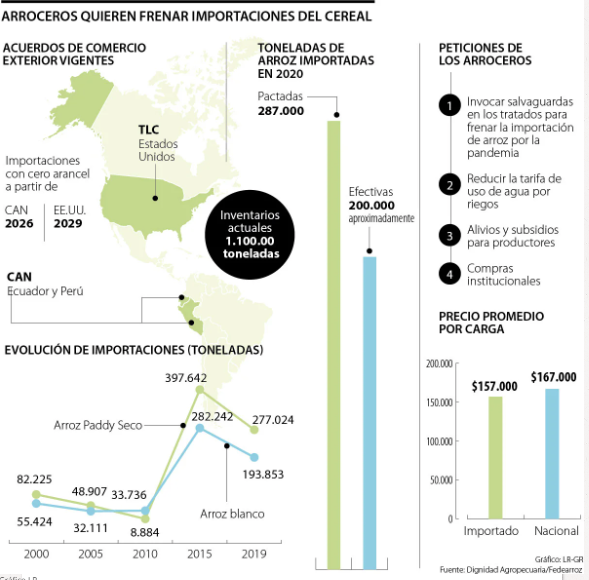 ARROCEROS QUIEREN FRENAR IMPORTACIONES DEL CEREAL
ACUERDOS DE COMERCIO
EXTERIOR VIGENTES
TLC
Estados
Unidos
Importaciones
con cero arancel
a partir de
CAN
2026
EE.UU.
2029
Inventarios
actuales
1.100.00
toneladas
CAN
Ecuador y Perú
TONELADAS DE
ARROZ IMPORTADAS
EN 2020
Pactadas
287.000
Efectivas
200.000
aproximadamente
PETICIONES DE
LOS ARROCEROS
1 Invocar salvaguardas
en los tratados para
frenar la importación
de arroz por la
pandemia
2 Reducir la tarifa de
uso de agua por
riegos
3 Alivios y subsidios
para productores
4 Compras
institucionales
EVOLUCIÓN DE IMPORTACIONES (TONELADAS)
397.642
Arroz Paddy Seco
282.242
277.024
82.225
48.907
33.736
193.853
55.424
32.111
8.884
Arroz blanco
2000
2005
2010
2015
2019
PRECIO PROMEDIO
POR CARGA
200.000
150.000
100.000
50.000
0
$157.000
$167.000
Importado
Nacional
Gráfico: LR-GR
Fuente: Dignidad Agropecuaria/Fedearroz
Gráfico LR